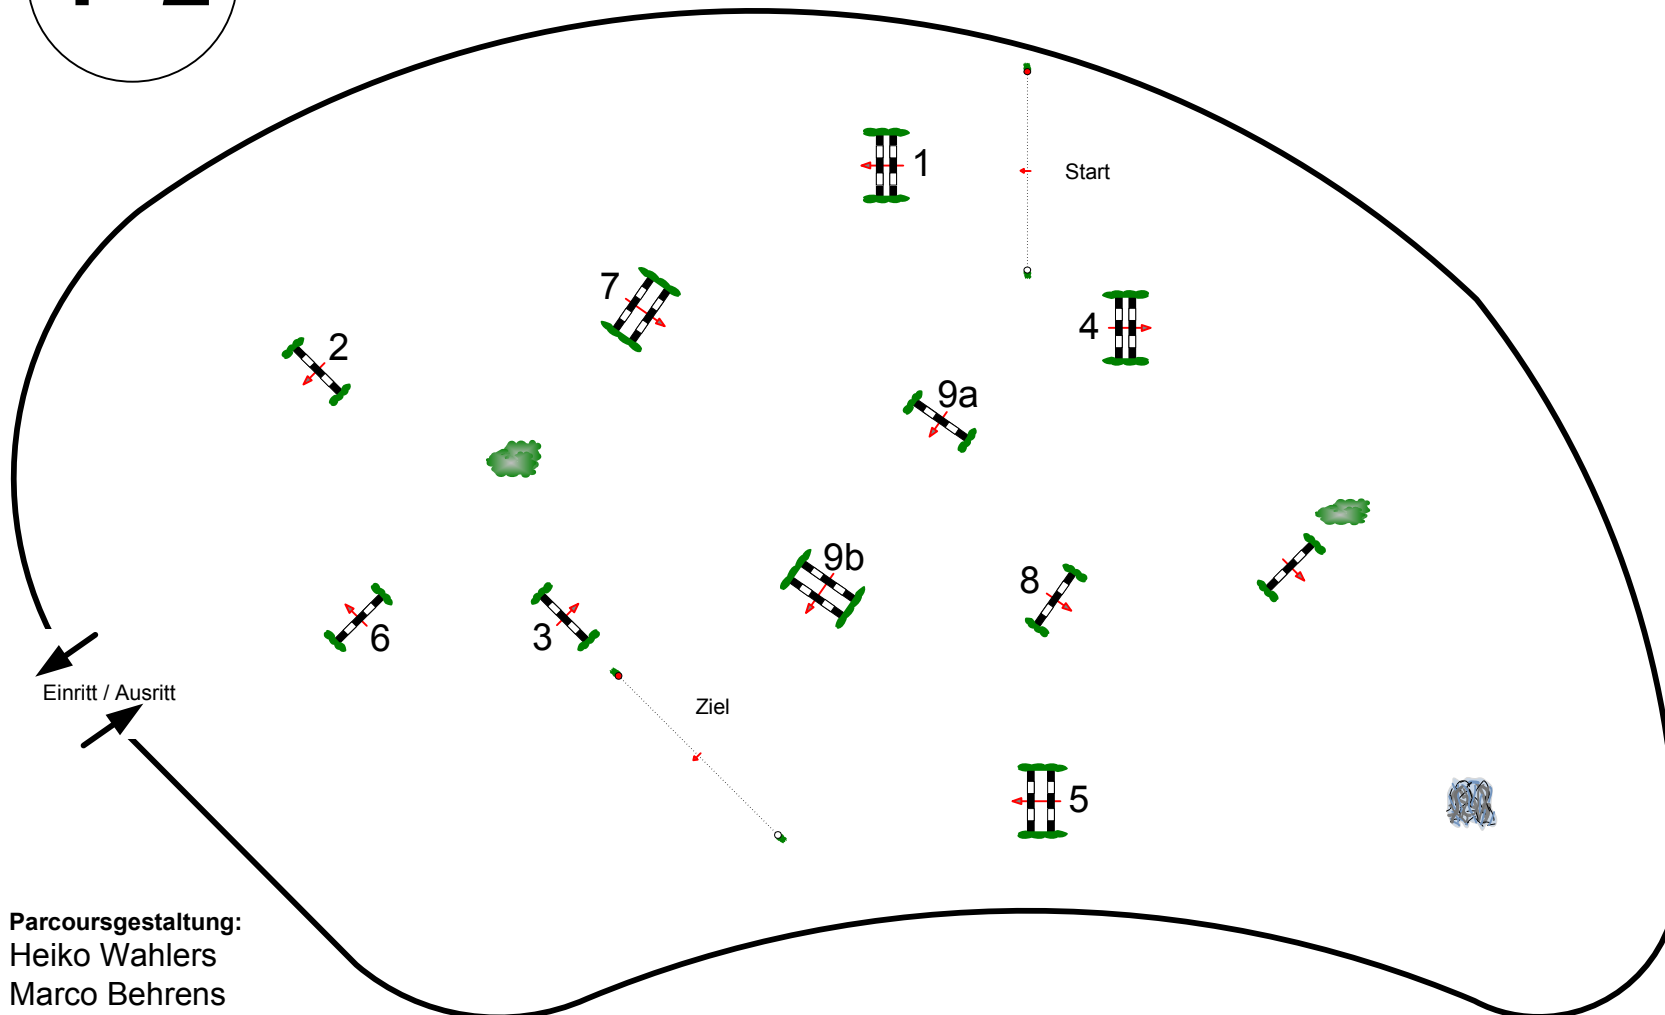 1
Start
7
4
2
9a
9b
8
6
3
Einritt / Ausritt
Ziel
5
Parcoursgestaltung:
Heiko Wahlers
Marco Behrens